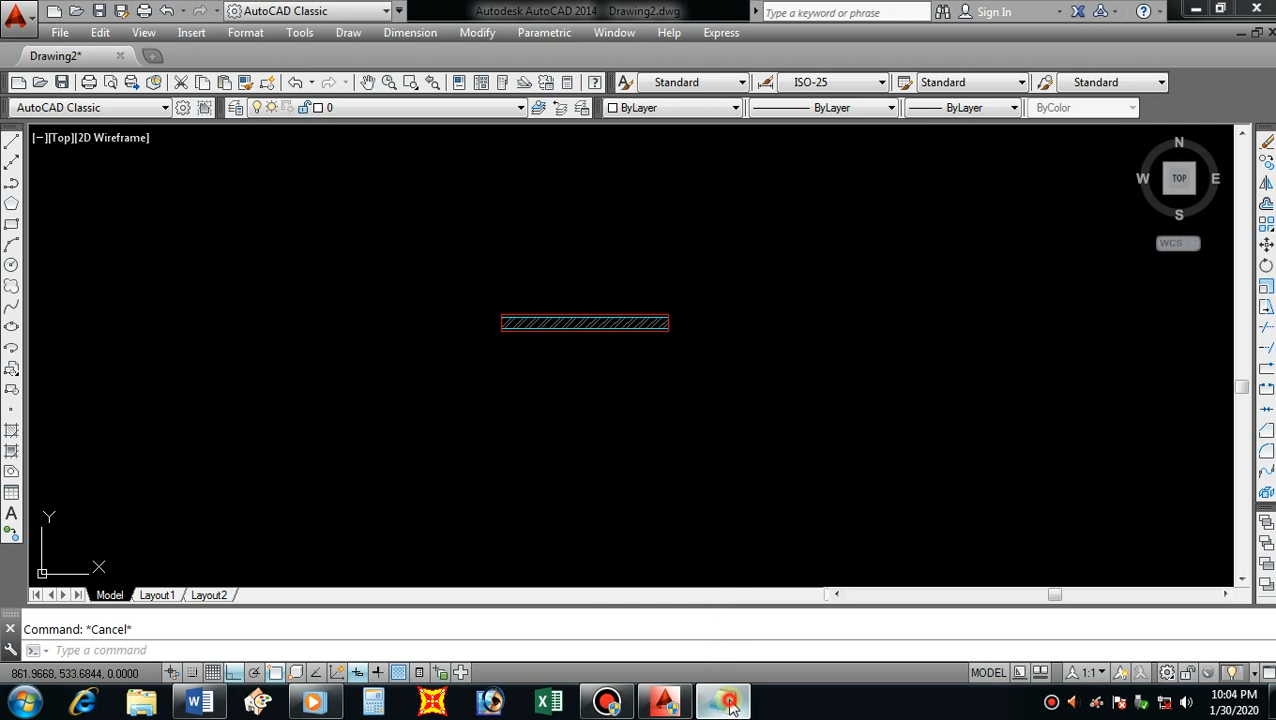 AutoCAD Classic
Autodesk AutoCAD 2014 Drawing2.dwg
Type a keyword or phrase
Sign In
File Edit View Insert Format Tools Draw Dimension Modify Parametric Window Help Express
Drawing2*
Standard ISO-25 Standard Standard
AutoCAD Classic 0 ByLayer ByLayer ByLayer ByColor
[−][Top][2D Wireframe]
N
W TOP E
S
WCS
Y
X
Model Layout1 Layout2
Command: *Cancel*
Type a command
861.9668, 533.6844, 0.0000 MODEL 1:1
10:04 PM
1/30/2020